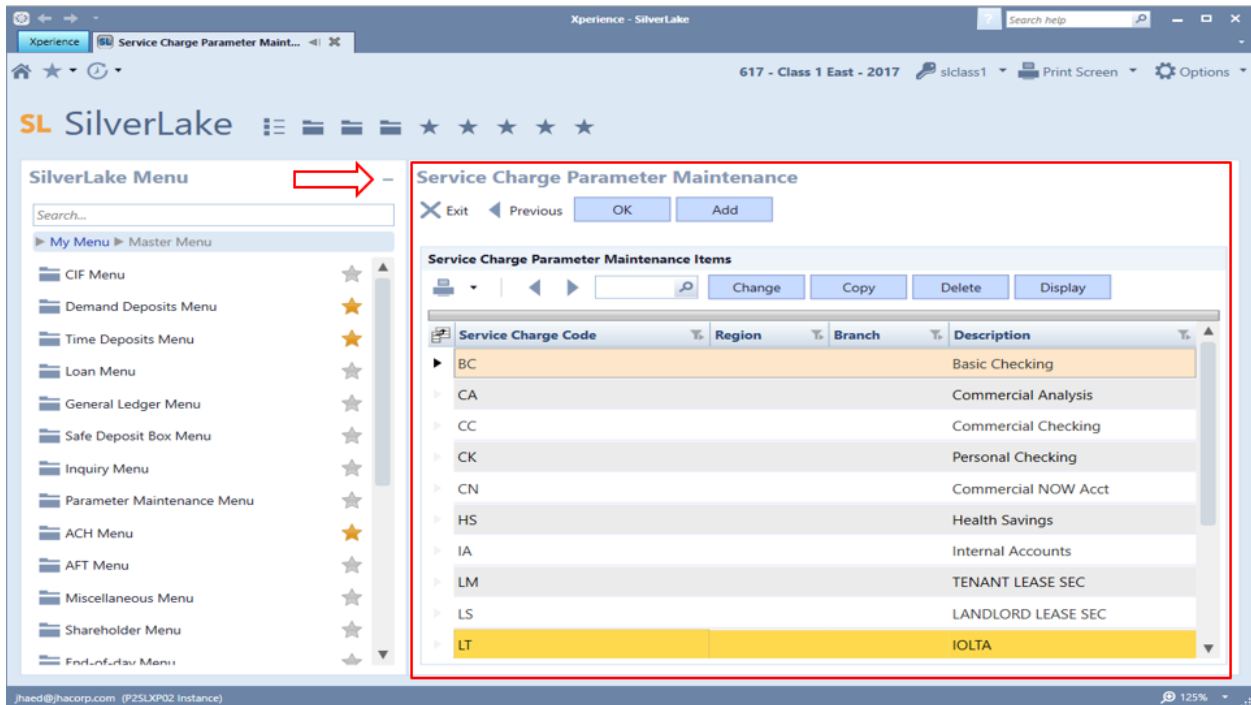 Xperience - SilverLake
? Search help
Xperience SL Service Charge Parameter Maint...
617 - Class 1 East - 2017 slclass1 Print Screen Options
SL SilverLake
SilverLake Menu
Search...
My Menu Master Menu
CIF Menu
Demand Deposits Menu
Time Deposits Menu
Loan Menu
General Ledger Menu
Safe Deposit Box Menu
Inquiry Menu
Parameter Maintenance Menu
ACH Menu
AFT Menu
Miscellaneous Menu
Shareholder Menu
End-of-day Menu
Service Charge Parameter Maintenance
Exit Previous OK Add
Service Charge Parameter Maintenance Items
Change Copy Delete Display
Service Charge Code Region Branch Description
BC Basic Checking
CA Commercial Analysis
CC Commercial Checking
CK Personal Checking
CN Commercial NOW Acct
HS Health Savings
IA Internal Accounts
LM TENANT LEASE SEC
LS LANDLORD LEASE SEC
LT IOLTA
jhaed@jhacorp.com (P2SLXP02 Instance)
125%